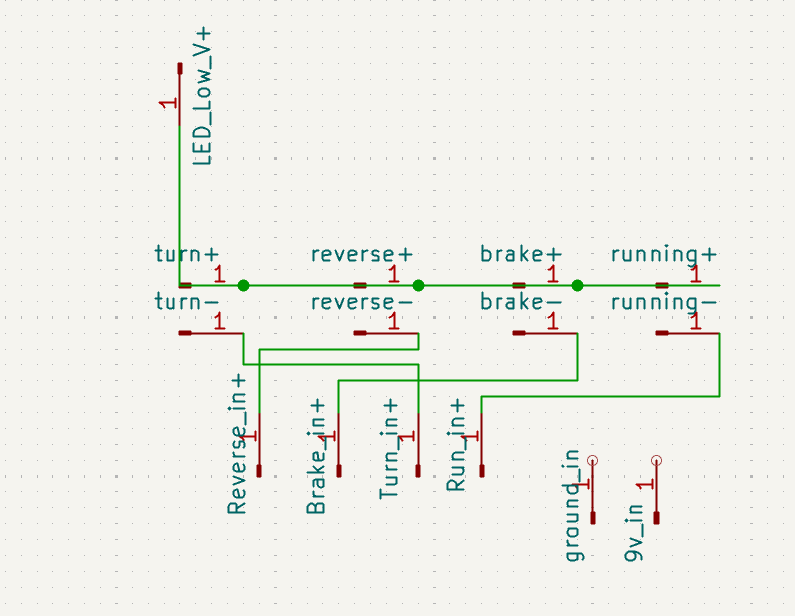 LED_Low_V+
1
turn+
reverse+
brake+
running+
1
1
1
1
turn-
reverse-
brake-
running-
1
1
1
1
Reverse_in+
1
Brake_in+
1
Turn_in+
1
Run_in+
1
ground_in
1
9v_in
1